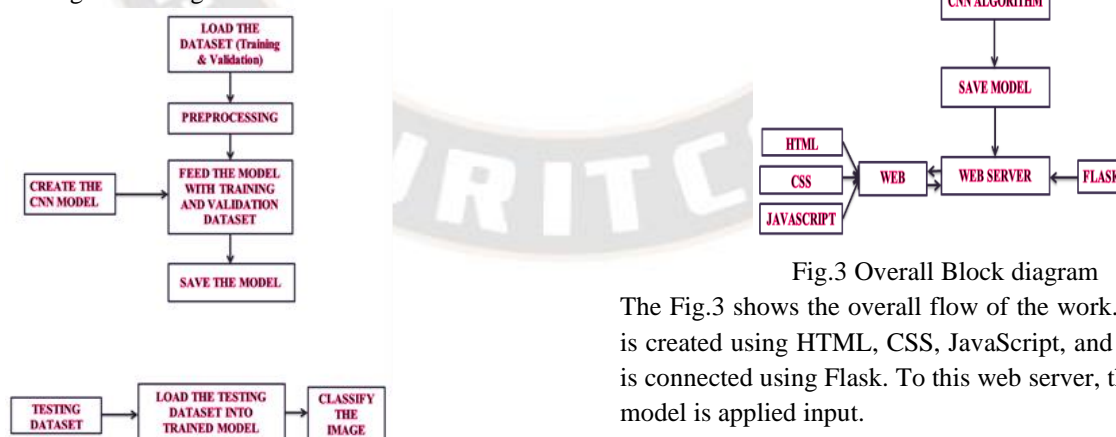 LOAD THE
DATASET (Training
& Validation)
PREPROCESSING
CREATE THE
CNN MODEL
FEED THE MODEL
WITH TRAINING
AND VALIDATION
DATASET
SAVE THE MODEL
TESTING
DATASET
LOAD THE TESTING
DATASET INTO
TRAINED MODEL
CLASSIFY
THE
IMAGE
CNN ALGORITHM
SAVE MODEL
HTML
CSS
JAVASCRIPT
WEB
WEB SERVER
FLASK
Fig.3 Overall Block diagram
The Fig.3 shows the overall flow of the work.
is created using HTML, CSS, JavaScript, and
is connected using Flask. To this web server,
model is applied input.